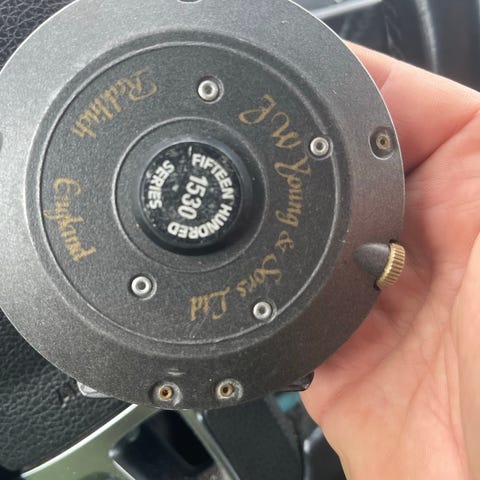 J W Young & Sons Ltd
Redditch
England
FIFTEEN HUNDRED
1530
SERIES